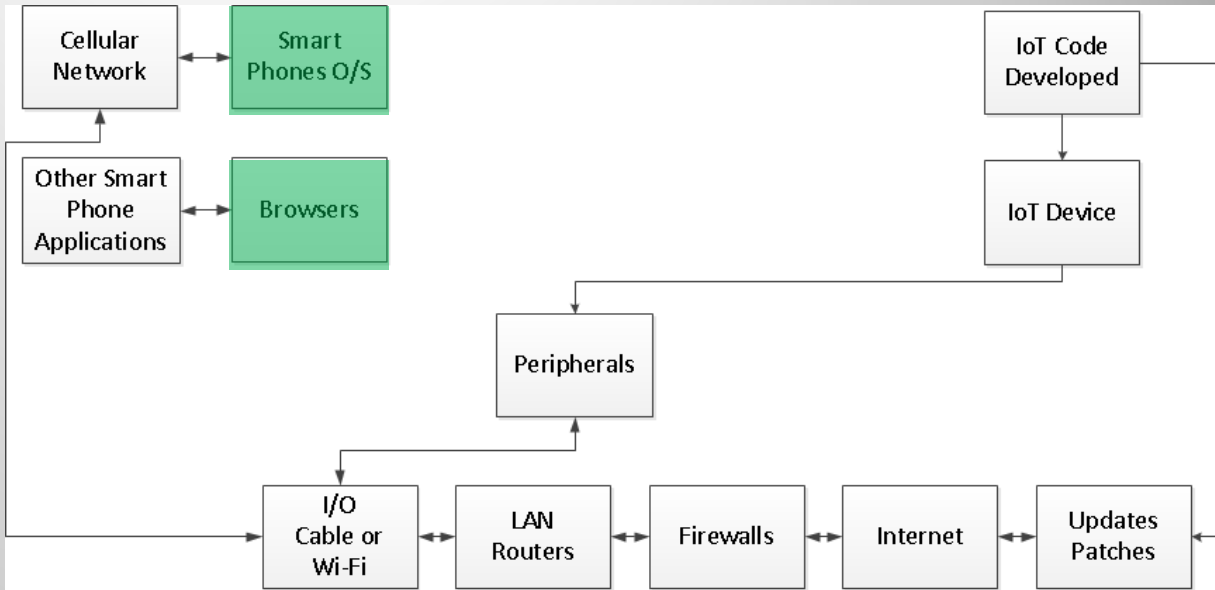 Cellular
Network
Smart
Phones O/S
IoT Code
Developed
Other Smart
Phone
Applications
Browsers
IoT Device
Peripherals
I/O
Cable or
Wi-Fi
LAN
Routers
Firewalls
Internet
Updates
Patches